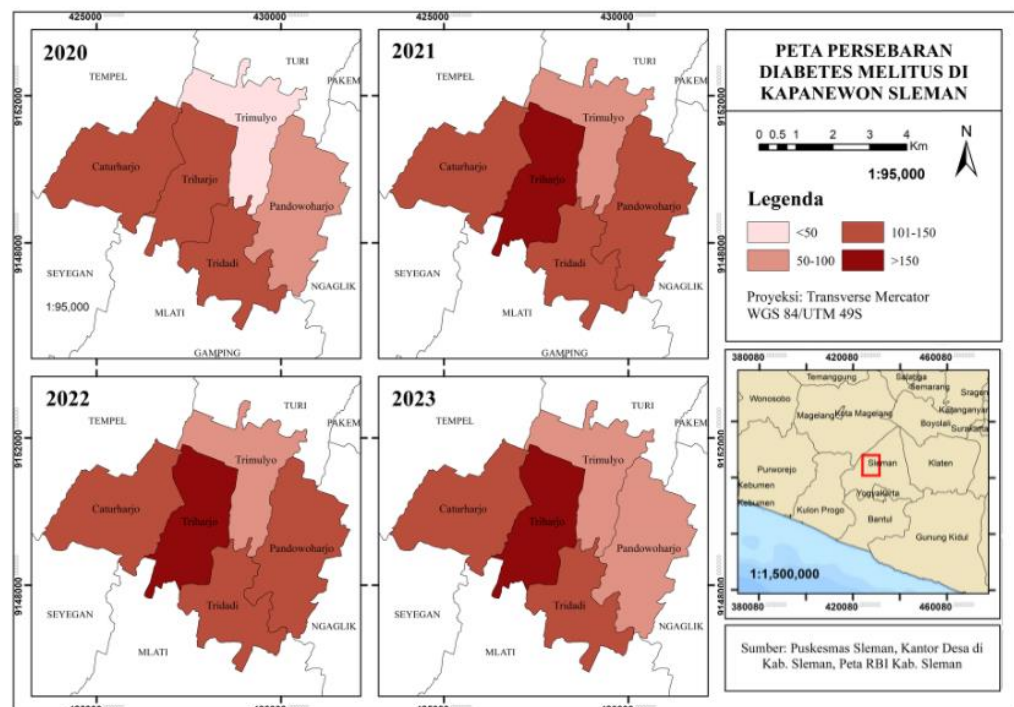 425000
430000
9152000
9148000
2020
TEMPEL
TURI
PAKEM
Trimulyo
Caturharjo
Triharjo
Pandowoharjo
Tridadi
SEYEGAN
1:95,000
MLATI
NGAGLIK
GAMPING
425000
430000
2021
TEMPEL
TURI
PAKEM
Trimulyo
Caturharjo
Triharjo
Pandowoharjo
Tridadi
SEYEGAN
MLATI
NGAGLIK
GAMPING
9152000
9148000
PETA PERSEBARAN
DIABETES MELITUS DI
KAPANEWON SLEMAN
0 0.5 1 2 3 4
Km
N
1:95,000
Legenda
<50
101-150
50-100
>150
Proyeksi: Transverse Mercator
WGS 84/UTM 49S
9152000
9148000
2022
TEMPEL
TURI
PAKEM
Trimulyo
Caturharjo
Triharjo
Pandowoharjo
Tridadi
SEYEGAN
MLATI
NGAGLIK
2023
TEMPEL
TURI
PAKEM
Trimulyo
Caturharjo
Triharjo
Pandowoharjo
Tridadi
SEYEGAN
MLATI
NGAGLIK
9152000
9148000
380080
420080
460080
Temanggung
Salatiga
Semarang
Wonosobo
Sragen
Magelang
Kota Magelang
Karanganyar
Boyolali
Surakarta
Purworejo
Sleman
Klaten
Kebumen
Kebumen
Yogyakarta
Kulon Progo
Bantul
Gunung Kidul
1:1,500,000
380080
420080
460080
Sumber: Puskesmas Sleman, Kantor Desa di
Kab. Sleman, Peta RBI Kab. Sleman